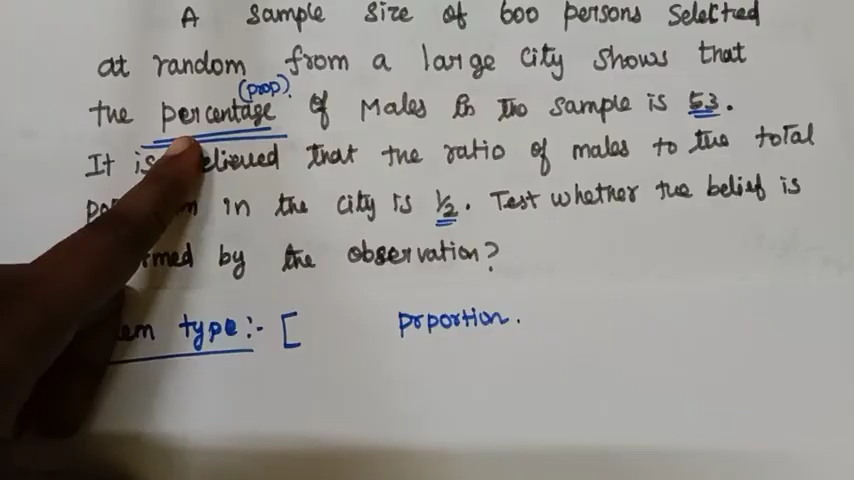 A sample size of 600 persons selected
at random from a large city shows that
(prop)
the percentage of Males in the sample is 53.
It is believed that the ratio of males to the total
in the city is 1/2. Test whether the belief is
by the observation?
type:- [ prportion.